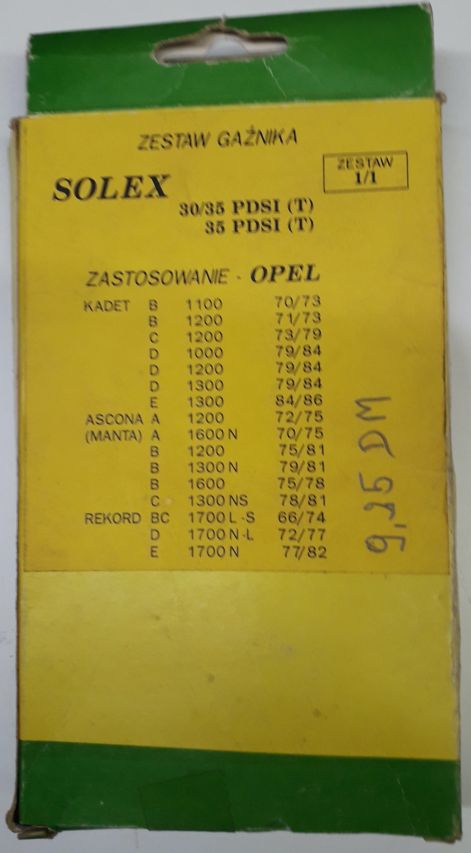 ZESTAW GAŹNIKA
ZESTAW
1/1
SOLEX
30/35 PDSI (T)
35 PDSI (T)
ZASTOSOWANIE - OPEL
KADET B 1100 70/73
B 1200 71/73
C 1200 73/79
D 1000 79/84
D 1200 79/84
D 1300 79/84
E 1300 84/86
ASCONA A 1200 72/75
(MANTA) A 1600 N 70/75
B 1200 75/81
B 1300 N 79/81
B 1600 75/78
C 1300 NS 78/81
REKORD BC 1700 L -S 66/74
D 1700 N-L 72/77
E 1700 N 77/82
9,25 DM